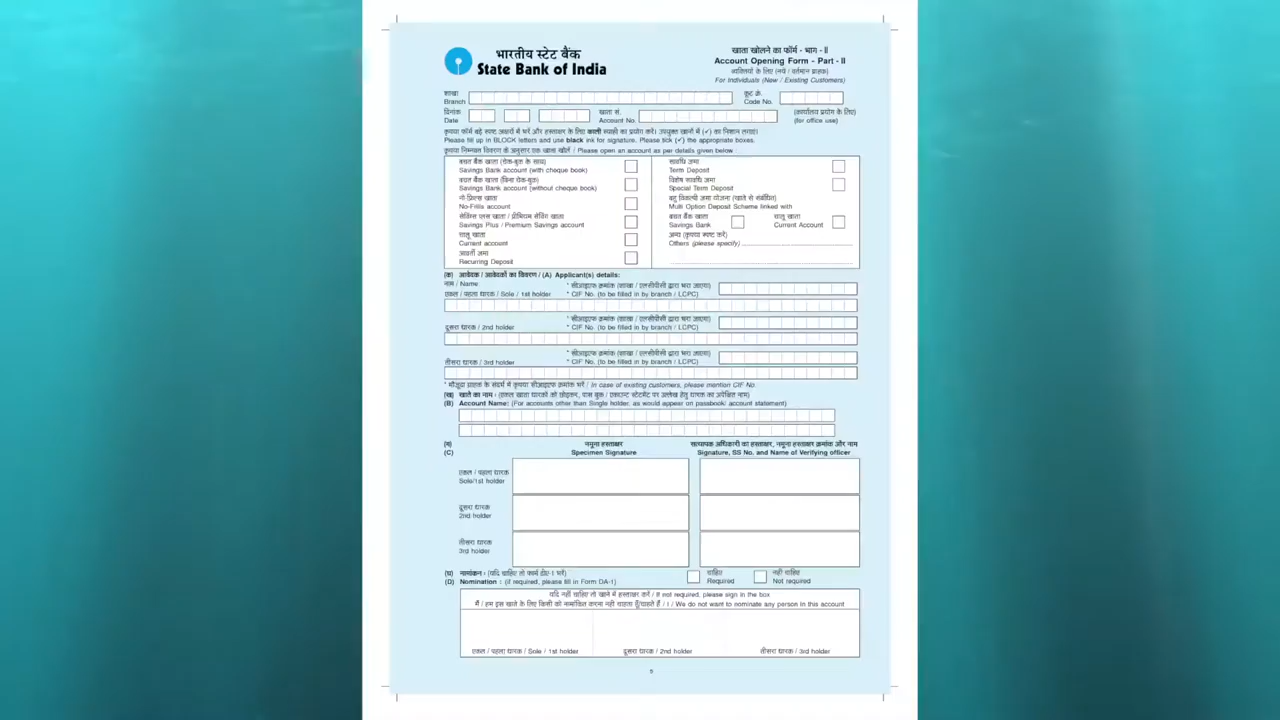 भारतीय स्टेट बैंक
State Bank of India
खाता खोलने का फॉर्म - भाग - II
Account Opening Form - Part - II
व्यक्तियों के लिए (नये / वर्तमान ग्राहक)
For Individuals (New / Existing Customers)
शाखा
Branch
कूट क्रं.
Code No.
दिनांक
Date
खाता सं.
Account No.
(कार्यालय प्रयोग के लिए)
(for office use)
कृपया फॉर्म बड़े स्पष्ट अक्षरों में भरें और हस्ताक्षर के लिए काली स्याही का प्रयोग करें। उपयुक्त खानों में (✓) का निशान लगाएं।
Please fill up in BLOCK letters and use black ink for signature. Please tick (✓) the appropriate boxes.
कृपया निम्नतम विवरण के अनुसार एक खाता खोलें / Please open an account as per details given below :
बचत बैंक खाता (चेक-बुक के साथ)
Savings Bank account (with cheque book)
बचत बैंक खाता (बिना चेक-बुक)
Savings Bank account (without cheque book)
नो फ्रिल्स खाता
No-Frills account
सेविंग्स प्लस खाता / प्रीमियम सेविंग खाता
Savings Plus / Premium Savings account
चालू खाता
Current account
आवर्ती जमा
Recurring Deposit
सावधि जमा
Term Deposit
विशेष सावधि जमा
Special Term Deposit
बहु विकल्पी जमा योजना (खाते से संबंधित)
Multi Option Deposit Scheme linked with
बचत बैंक खाता
Savings Bank
चालू खाता
Current Account
अन्य (कृपया स्पष्ट करें)
Others (please specify)
(क) आवेदक / आवेदकों का विवरण / (A) Applicant(s) details:
नाम / Name
एकल / पहला धारक / Sole / 1st holder
* सीआइएफ क्रमांक (शाखा / एलसीपीसी द्वारा भरा जाएगा)
* CIF No. (to be filled in by branch / LCPC)
दूसरा धारक / 2nd holder
* सीआइएफ क्रमांक (शाखा / एलसीपीसी द्वारा भरा जाएगा)
* CIF No. (to be filled in by branch / LCPC)
तीसरा धारक / 3rd holder
* सीआइएफ क्रमांक (शाखा / एलसीपीसी द्वारा भरा जाएगा)
* CIF No. (to be filled in by branch / LCPC)
* मौजूदा ग्राहक के संदर्भ में कृपया सीआइएफ क्रमांक भरें / In case of existing customers, please mention CIF No.
(ख) खाते का नाम : (एकल खाता धारकों को छोड़कर, पास बुक / एकाउन्ट स्टेटमेंट पर उल्लेख हेतु धारक का अपेक्षित नाम)
(B) Account Name: (For accounts other than Single holder, as would appear on passbook/ account statement)
(ग)
(C)
नमूना हस्ताक्षर
Specimen Signature
सत्यापक अधिकारी का हस्ताक्षर, नमूना हस्ताक्षर क्रमांक और नाम
Signature, SS No. and Name of Verifying officer
एकल / पहला धारक
Sole/1st holder
दूसरा धारक
2nd holder
तीसरा धारक
3rd holder
(घ) नामांकन : (यदि चाहिए तो फार्म डीए-1 भरें)
(D) Nomination : (if required, please fill in Form DA-1)
चाहिए
Required
नहीं चाहिए
Not required
यदि नहीं चाहिए तो खाने में हस्ताक्षर करें / If not required, please sign in the box
मैं / हम इस खाते के लिए किसी को नामांकित करना नहीं चाहता हूँ/चाहते हैं / I / We do not want to nominate any person in this account
एकल / पहला धारक / Sole / 1st holder
दूसरा धारक / 2nd holder
तीसरा धारक / 3rd holder